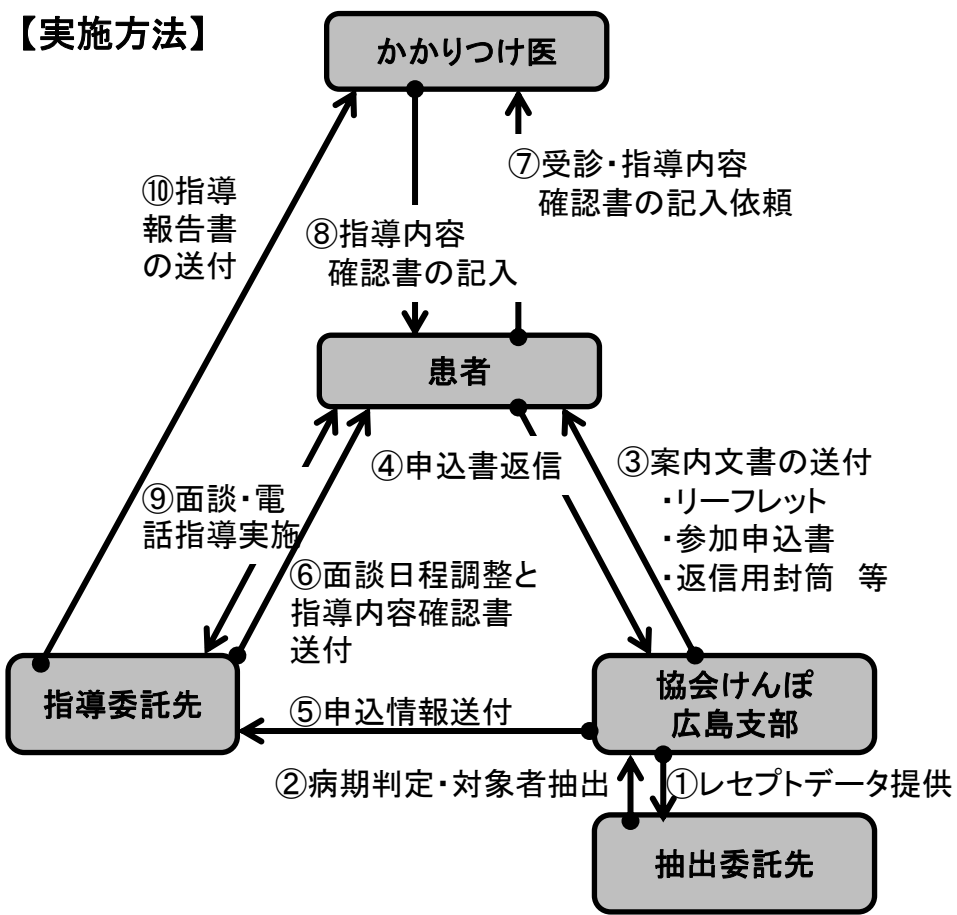 【実施方法】
かかりつけ医
⑦受診・指導内容
確認書の記入依頼
⑩指導
報告書
の送付
⑧指導内容
確認書の記入
患者
④申込書返信
③案内文書の送付
・リーフレット
・参加申込書
・返信用封筒　等
⑨面談・電
話指導実施
⑥面談日程調整と
指導内容確認書
送付
指導委託先
協会けんぽ
広島支部
⑤申込情報送付
②病期判定・対象者抽出
①レセプトデータ提供
抽出委託先